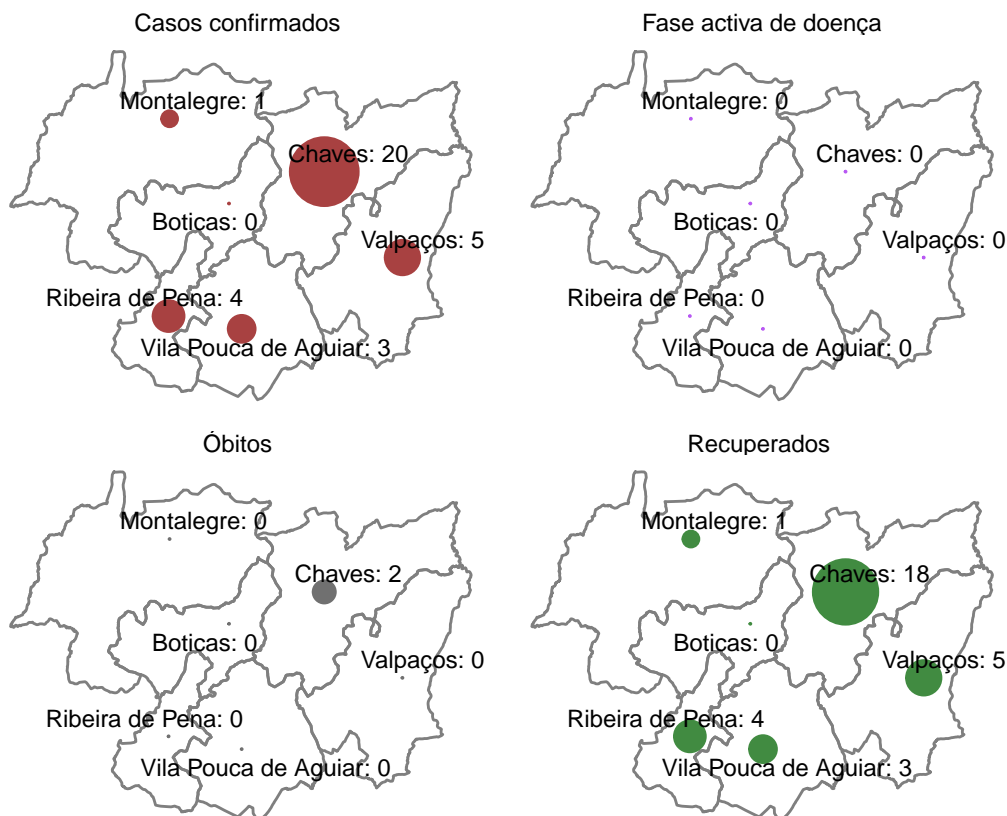 Casos confirmados
Montalegre: 1
Chaves: 20
Boticas: 0
Valpaços: 5
Ribeira de Pena: 4
Vila Pouca de Aguiar: 3
Fase activa de doença
Montalegre: 0
Chaves: 0
Boticas: 0
Valpaços: 0
Ribeira de Pena: 0
Vila Pouca de Aguiar: 0
Óbitos
Montalegre: 0
Chaves: 2
Boticas: 0
Valpaços: 0
Ribeira de Pena: 0
Vila Pouca de Aguiar: 0
Recuperados
Montalegre: 1
Chaves: 18
Boticas: 0
Valpaços: 5
Ribeira de Pena: 4
Vila Pouca de Aguiar: 3